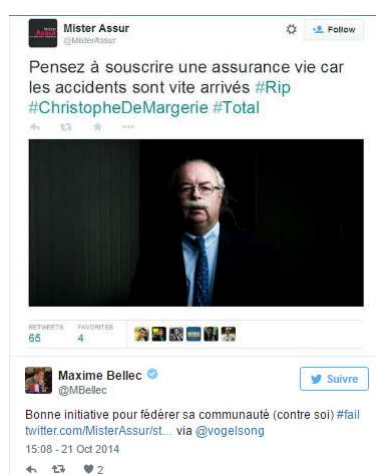 Mister Assur
@MisterAssur
Follow
Pensez à souscrire une assurance vie car
les accidents sont vite arrivés #Rip
#ChristopheDeMargerie #Total
RETWEETS FAVORITES
65 4
Maxime Bellec
@MBellec
Suivre
Bonne initiative pour fédérer sa communauté (contre soi) #fail
twitter.com/MisterAssur/st... via @vogelsong
15:08 - 21 Oct 2014
2